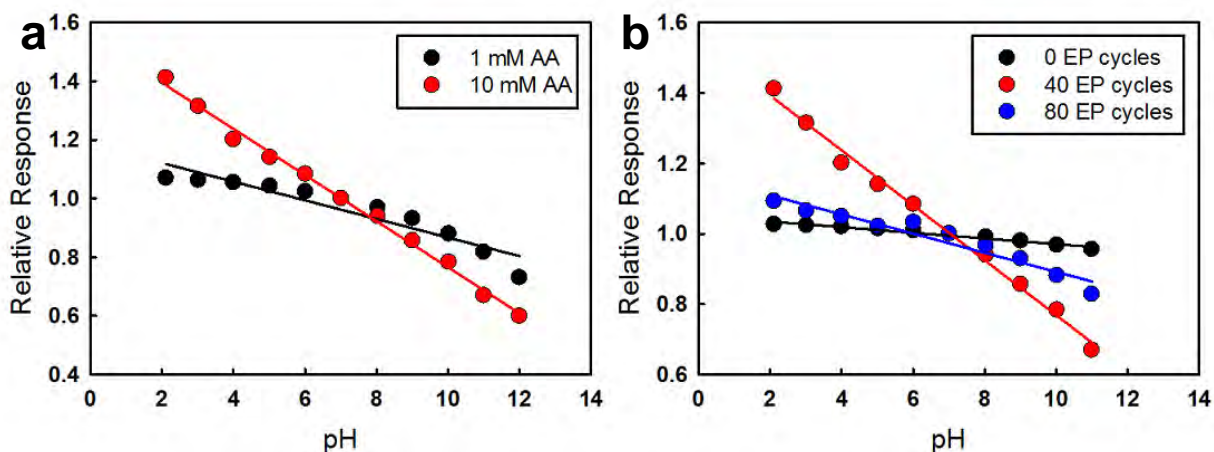 a
1 mM AA
10 mM AA
Relative Response
1.6
1.4
1.2
1.0
0.8
0.6
0.4
0 2 4 6 8 10 12 14
pH
b
0 EP cycles
40 EP cycles
80 EP cycles
Relative Response
1.6
1.4
1.2
1.0
0.8
0.6
0 2 4 6 8 10 12 14
pH